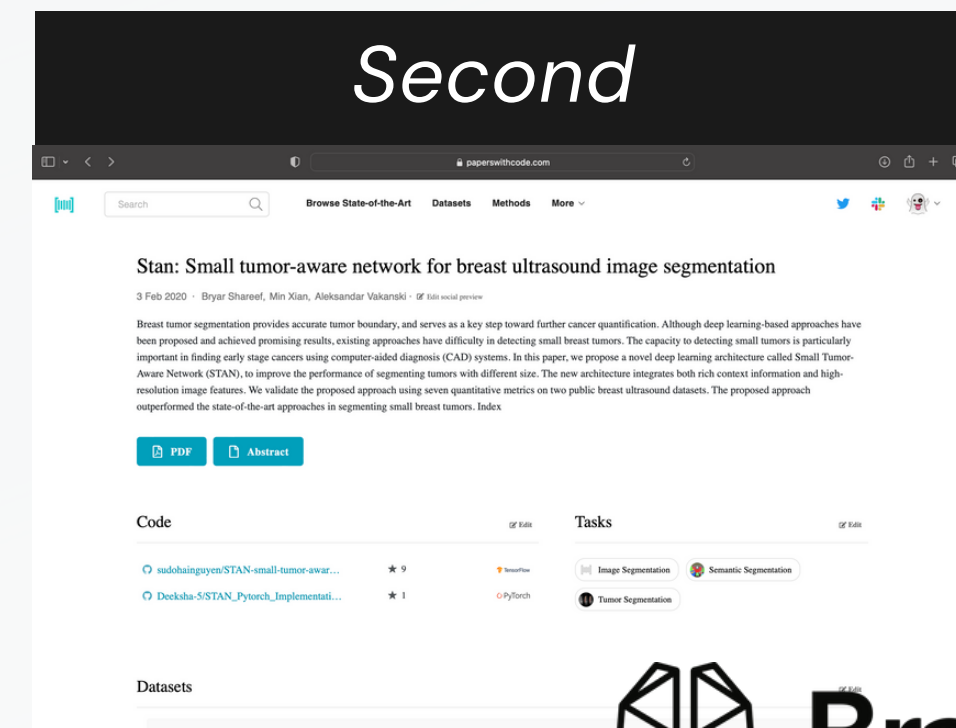 Second
paperswithcode.com
Search
Browse State-of-the-Art Datasets Methods More
Stan: Small tumor-aware network for breast ultrasound image segmentation
3 Feb 2020 · Bryar Shareef, Min Xian, Aleksandar Vakanski · Edit social preview
Breast tumor segmentation provides accurate tumor boundary, and serves as a key step toward further cancer quantification. Although deep learning-based approaches have
been proposed and achieved promising results, existing approaches have difficulty in detecting small breast tumors. The capacity to detecting small tumors is particularly
important in finding early stage cancers using computer-aided diagnosis (CAD) systems. In this paper, we propose a novel deep learning architecture called Small Tumor-
Aware Network (STAN), to improve the performance of segmenting tumors with different size. The new architecture integrates both rich context information and high-
resolution image features. We validate the proposed approach using seven quantitative metrics on two public breast ultrasound datasets. The proposed approach
outperformed the state-of-the-art approaches in segmenting small breast tumors. Index
PDF Abstract
Code Edit
sudohainguyen/STAN-small-tumor-awar... 9 TensorFlow
Deeksha-5/STAN_Pytorch_Implementati... 1 PyTorch
Tasks Edit
Image Segmentation Semantic Segmentation
Tumor Segmentation
Datasets Edit